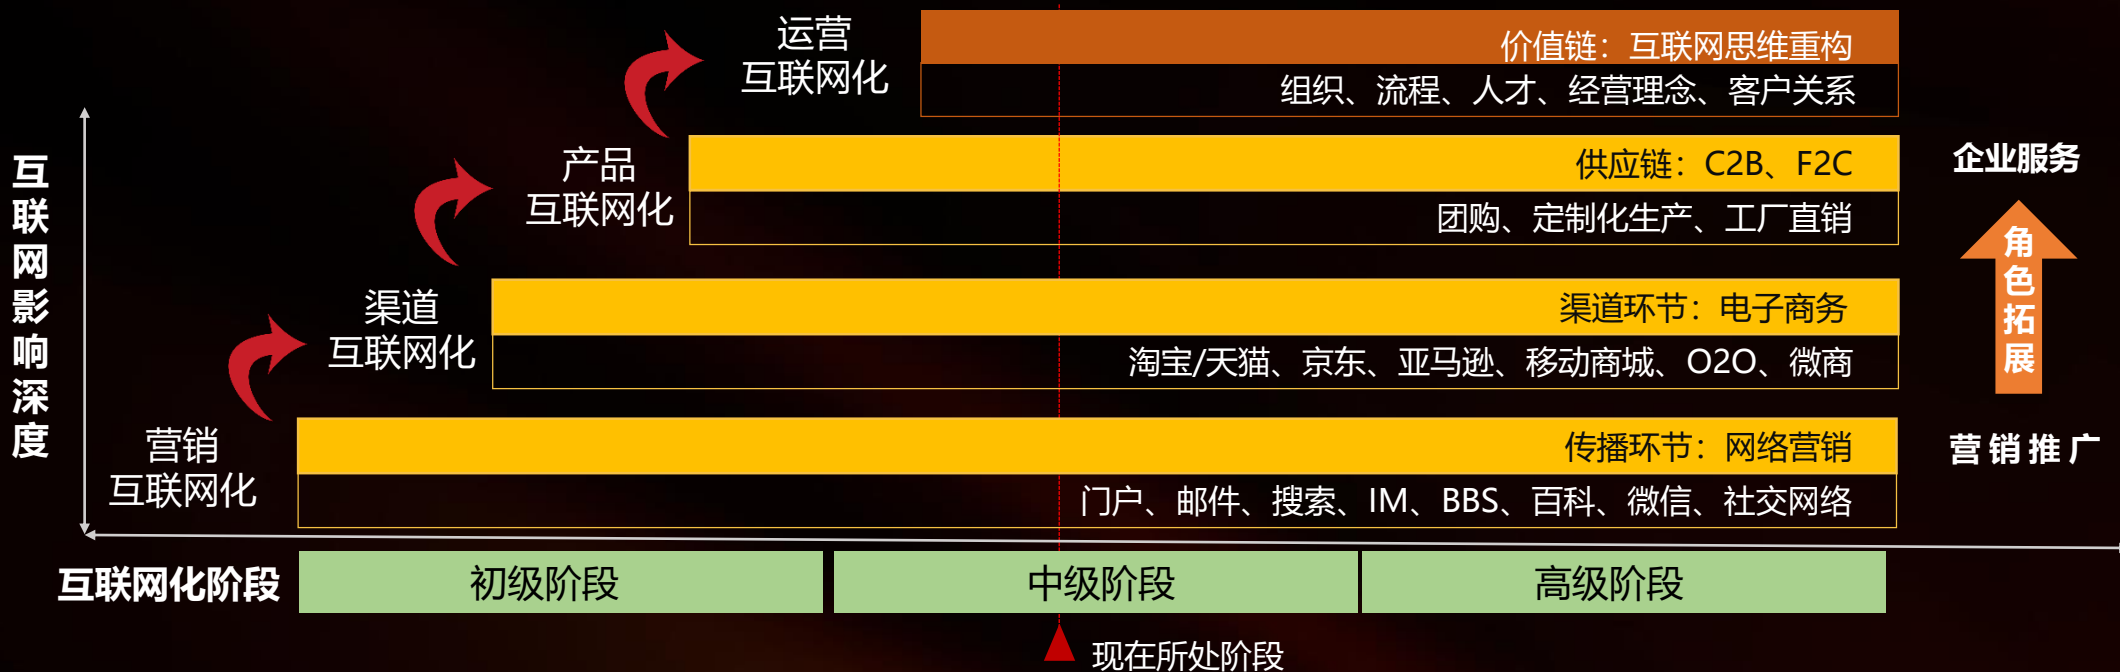 运营
互联网化
价值链：互联网思维重构
组织、流程、人才、经营理念、客户关系
产品
互联网化
供应链：C2B、F2C
团购、定制化生产、工厂直销
渠道
互联网化
渠道环节：电子商务
淘宝/天猫、京东、亚马逊、移动商城、O2O、微商
营销
互联网化
传播环节：网络营销
门户、邮件、搜索、IM、BBS、百科、微信、社交网络
互联网影响深度
企业服务
角色拓展
营销推广
互联网化阶段
初级阶段
中级阶段
高级阶段
现在所处阶段